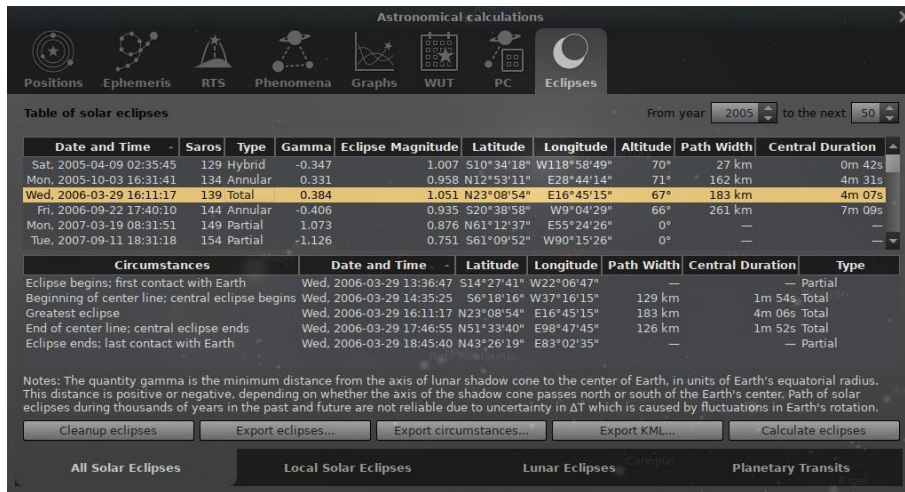 Astronomical calculations
Positions Ephemeris RTS Phenomena Graphs WUT PC Eclipses
Table of solar eclipses From year 2005 to the next 50
Date and Time Saros Type Gamma Eclipse Magnitude Latitude Longitude Altitude Path Width Central Duration
Sat, 2005-04-09 02:35:45 129 Hybrid -0.347 1.007 S10°34'18" W118°58'49" 70° 27 km 0m 42s
Mon, 2005-10-03 16:31:41 134 Annular 0.331 0.958 N12°53'11" E28°44'14" 71° 162 km 4m 31s
Wed, 2006-03-29 16:11:17 139 Total 0.384 1.051 N23°08'54" E16°45'15" 67° 183 km 4m 07s
Fri, 2006-09-22 17:40:10 144 Annular -0.406 0.935 S20°38'58" W9°04'29" 66° 261 km 7m 09s
Mon, 2007-03-19 08:31:51 149 Partial 1.073 0.876 N61°12'37" E55°24'26" 0° — —
Tue, 2007-09-11 18:31:18 154 Partial -1.126 0.751 S61°09'52" W90°15'26" 0° — —
Circumstances Date and Time Latitude Longitude Path Width Central Duration Type
Eclipse begins; first contact with Earth Wed, 2006-03-29 13:36:47 S14°27'41" W22°06'47" — — Partial
Beginning of center line; central eclipse begins Wed, 2006-03-29 14:35:25 S6°18'16" W37°16'15" 129 km 1m 54s Total
Greatest eclipse Wed, 2006-03-29 16:11:17 N23°08'54" E16°45'15" 183 km 4m 06s Total
End of center line; central eclipse ends Wed, 2006-03-29 17:46:55 N51°33'40" E98°47'45" 126 km 1m 52s Total
Eclipse ends; last contact with Earth Wed, 2006-03-29 18:45:40 N43°26'19" E83°02'35" — — Partial
Notes: The quantity gamma is the minimum distance from the axis of lunar shadow cone to the center of Earth, in units of Earth's equatorial radius.
This distance is positive or negative, depending on whether the axis of the shadow cone passes north or south of the Earth's center. Path of solar
eclipses during thousands of years in the past and future are not reliable due to uncertainty in ΔT which is caused by fluctuations in Earth's rotation.
Cleanup eclipses Export eclipses... Export circumstances... Export KML... Calculate eclipses
Canopus
All Solar Eclipses Local Solar Eclipses Lunar Eclipses Planetary Transits
Rigel